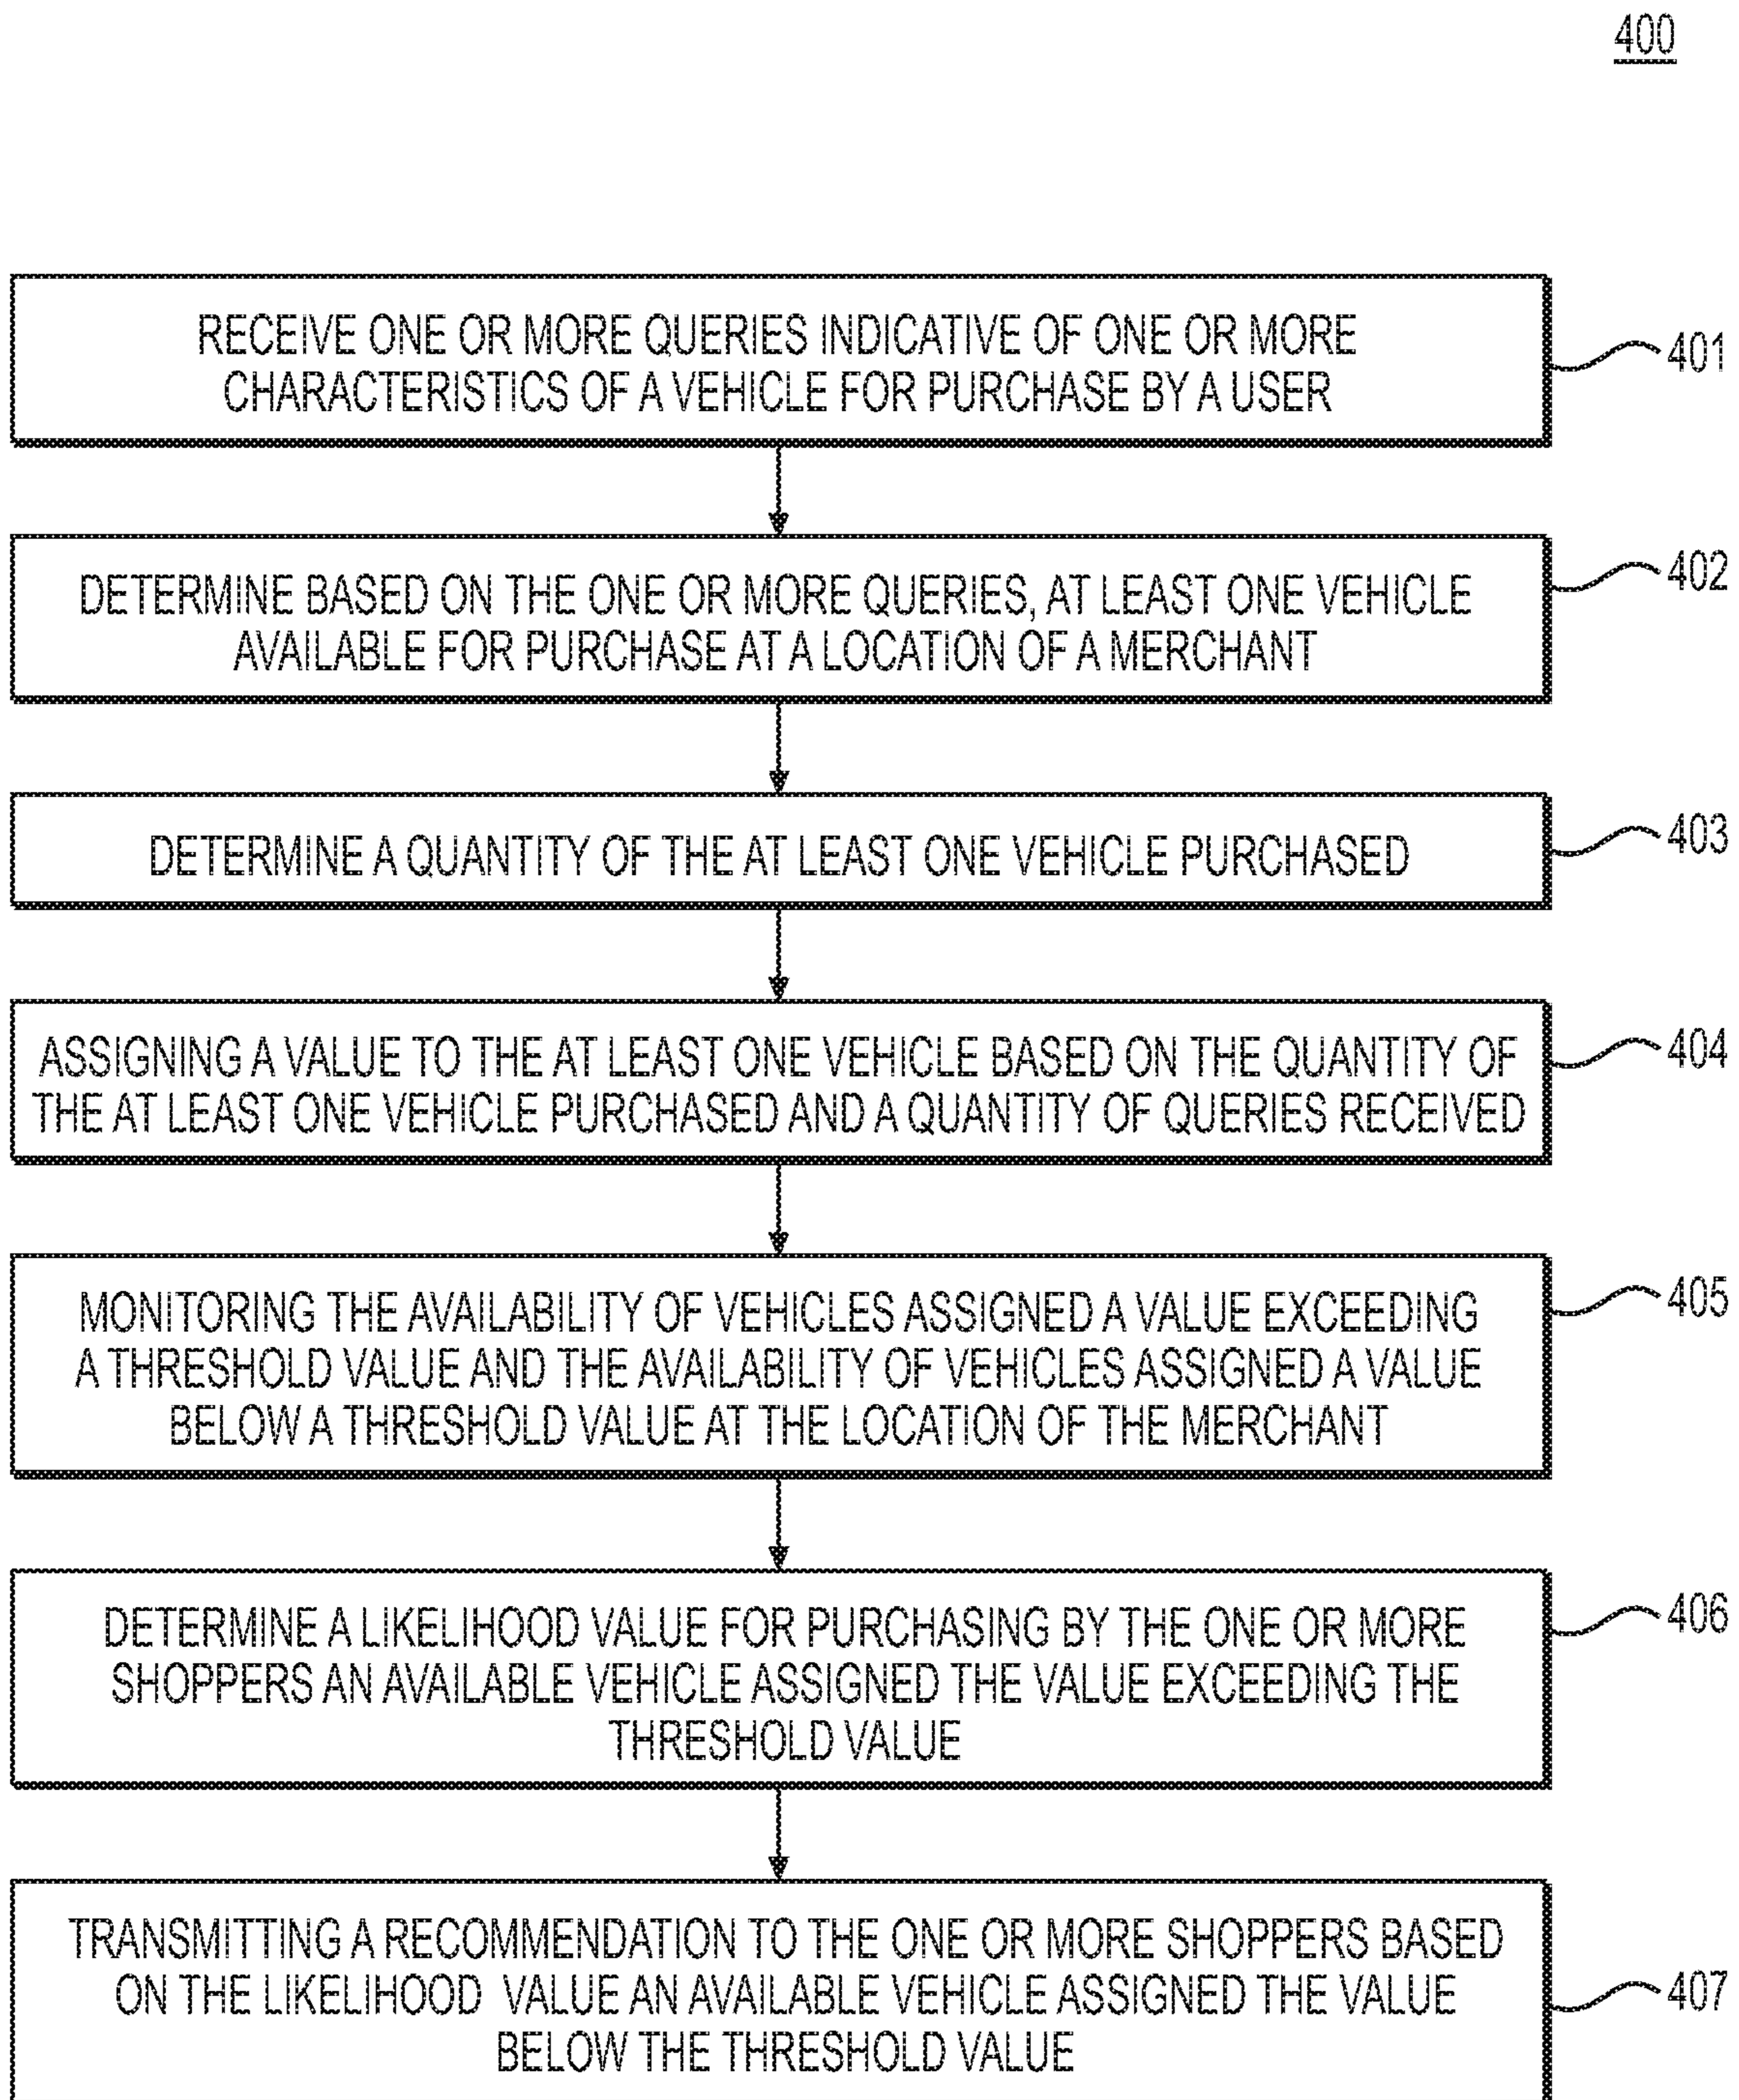 400
RECEIVE ONE OR MORE QUERIES INDICATIVE OF ONE OR MORE
CHARACTERISTICS OF A VEHICLE FOR PURCHASE BY A USER
401
DETERMINE BASED ON THE ONE OR MORE QUERIES, AT LEAST ONE VEHICLE
AVAILABLE FOR PURCHASE AT A LOCATION OF A MERCHANT
402
DETERMINE A QUANTITY OF THE AT LEAST ONE VEHICLE PURCHASED
403
ASSIGNING A VALUE TO THE AT LEAST ONE VEHICLE BASED ON THE QUANTITY OF
THE AT LEAST ONE VEHICLE PURCHASED AND A QUANTITY OF QUERIES RECEIVED
404
MONITORING THE AVAILABILITY OF VEHICLES ASSIGNED A VALUE EXCEEDING
A THRESHOLD VALUE AND THE AVAILABILITY OF VEHICLES ASSIGNED A VALUE
BELOW A THRESHOLD VALUE AT THE LOCATION OF THE MERCHANT
405
DETERMINE A LIKELIHOOD VALUE FOR PURCHASING BY THE ONE OR MORE
SHOPPERS AN AVAILABLE VEHICLE ASSIGNED THE VALUE EXCEEDING THE
THRESHOLD VALUE
406
TRANSMITTING A RECOMMENDATION TO THE ONE OR MORE SHOPPERS BASED
ON THE LIKELIHOOD VALUE AN AVAILABLE VEHICLE ASSIGNED THE VALUE
BELOW THE THRESHOLD VALUE
407